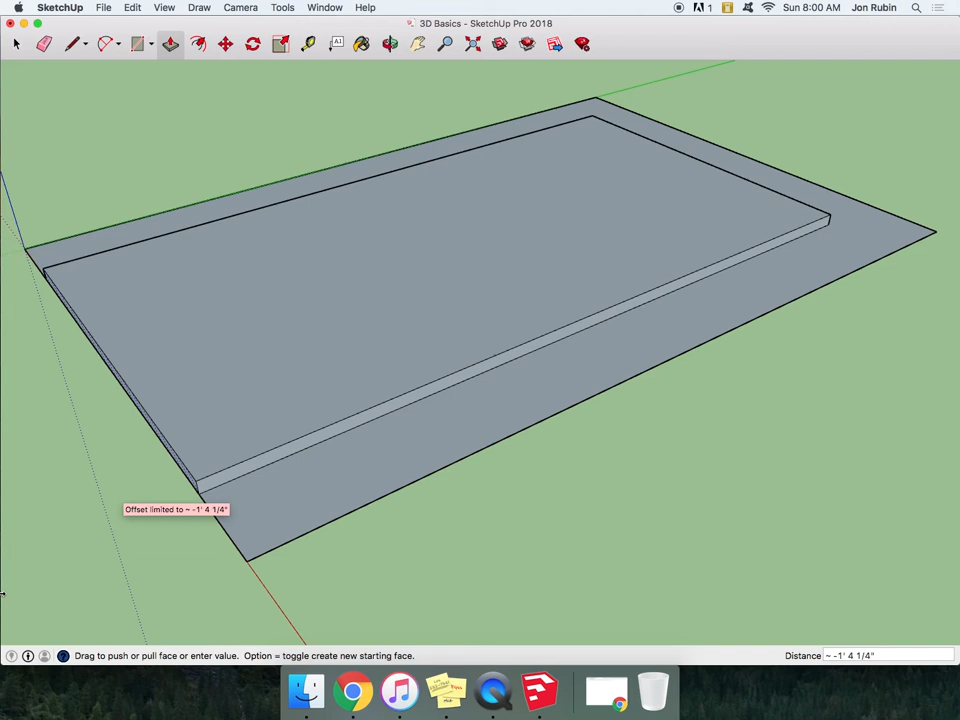 SketchUp File Edit View Draw Camera Tools Window Help
1 Sun 8:00 AM Jon Rubin
3D Basics - SketchUp Pro 2018
Offset limited to ~ -1' 4 1/4"
Drag to push or pull face or enter value. Option = toggle create new starting face.
Distance ~ -1' 4 1/4"